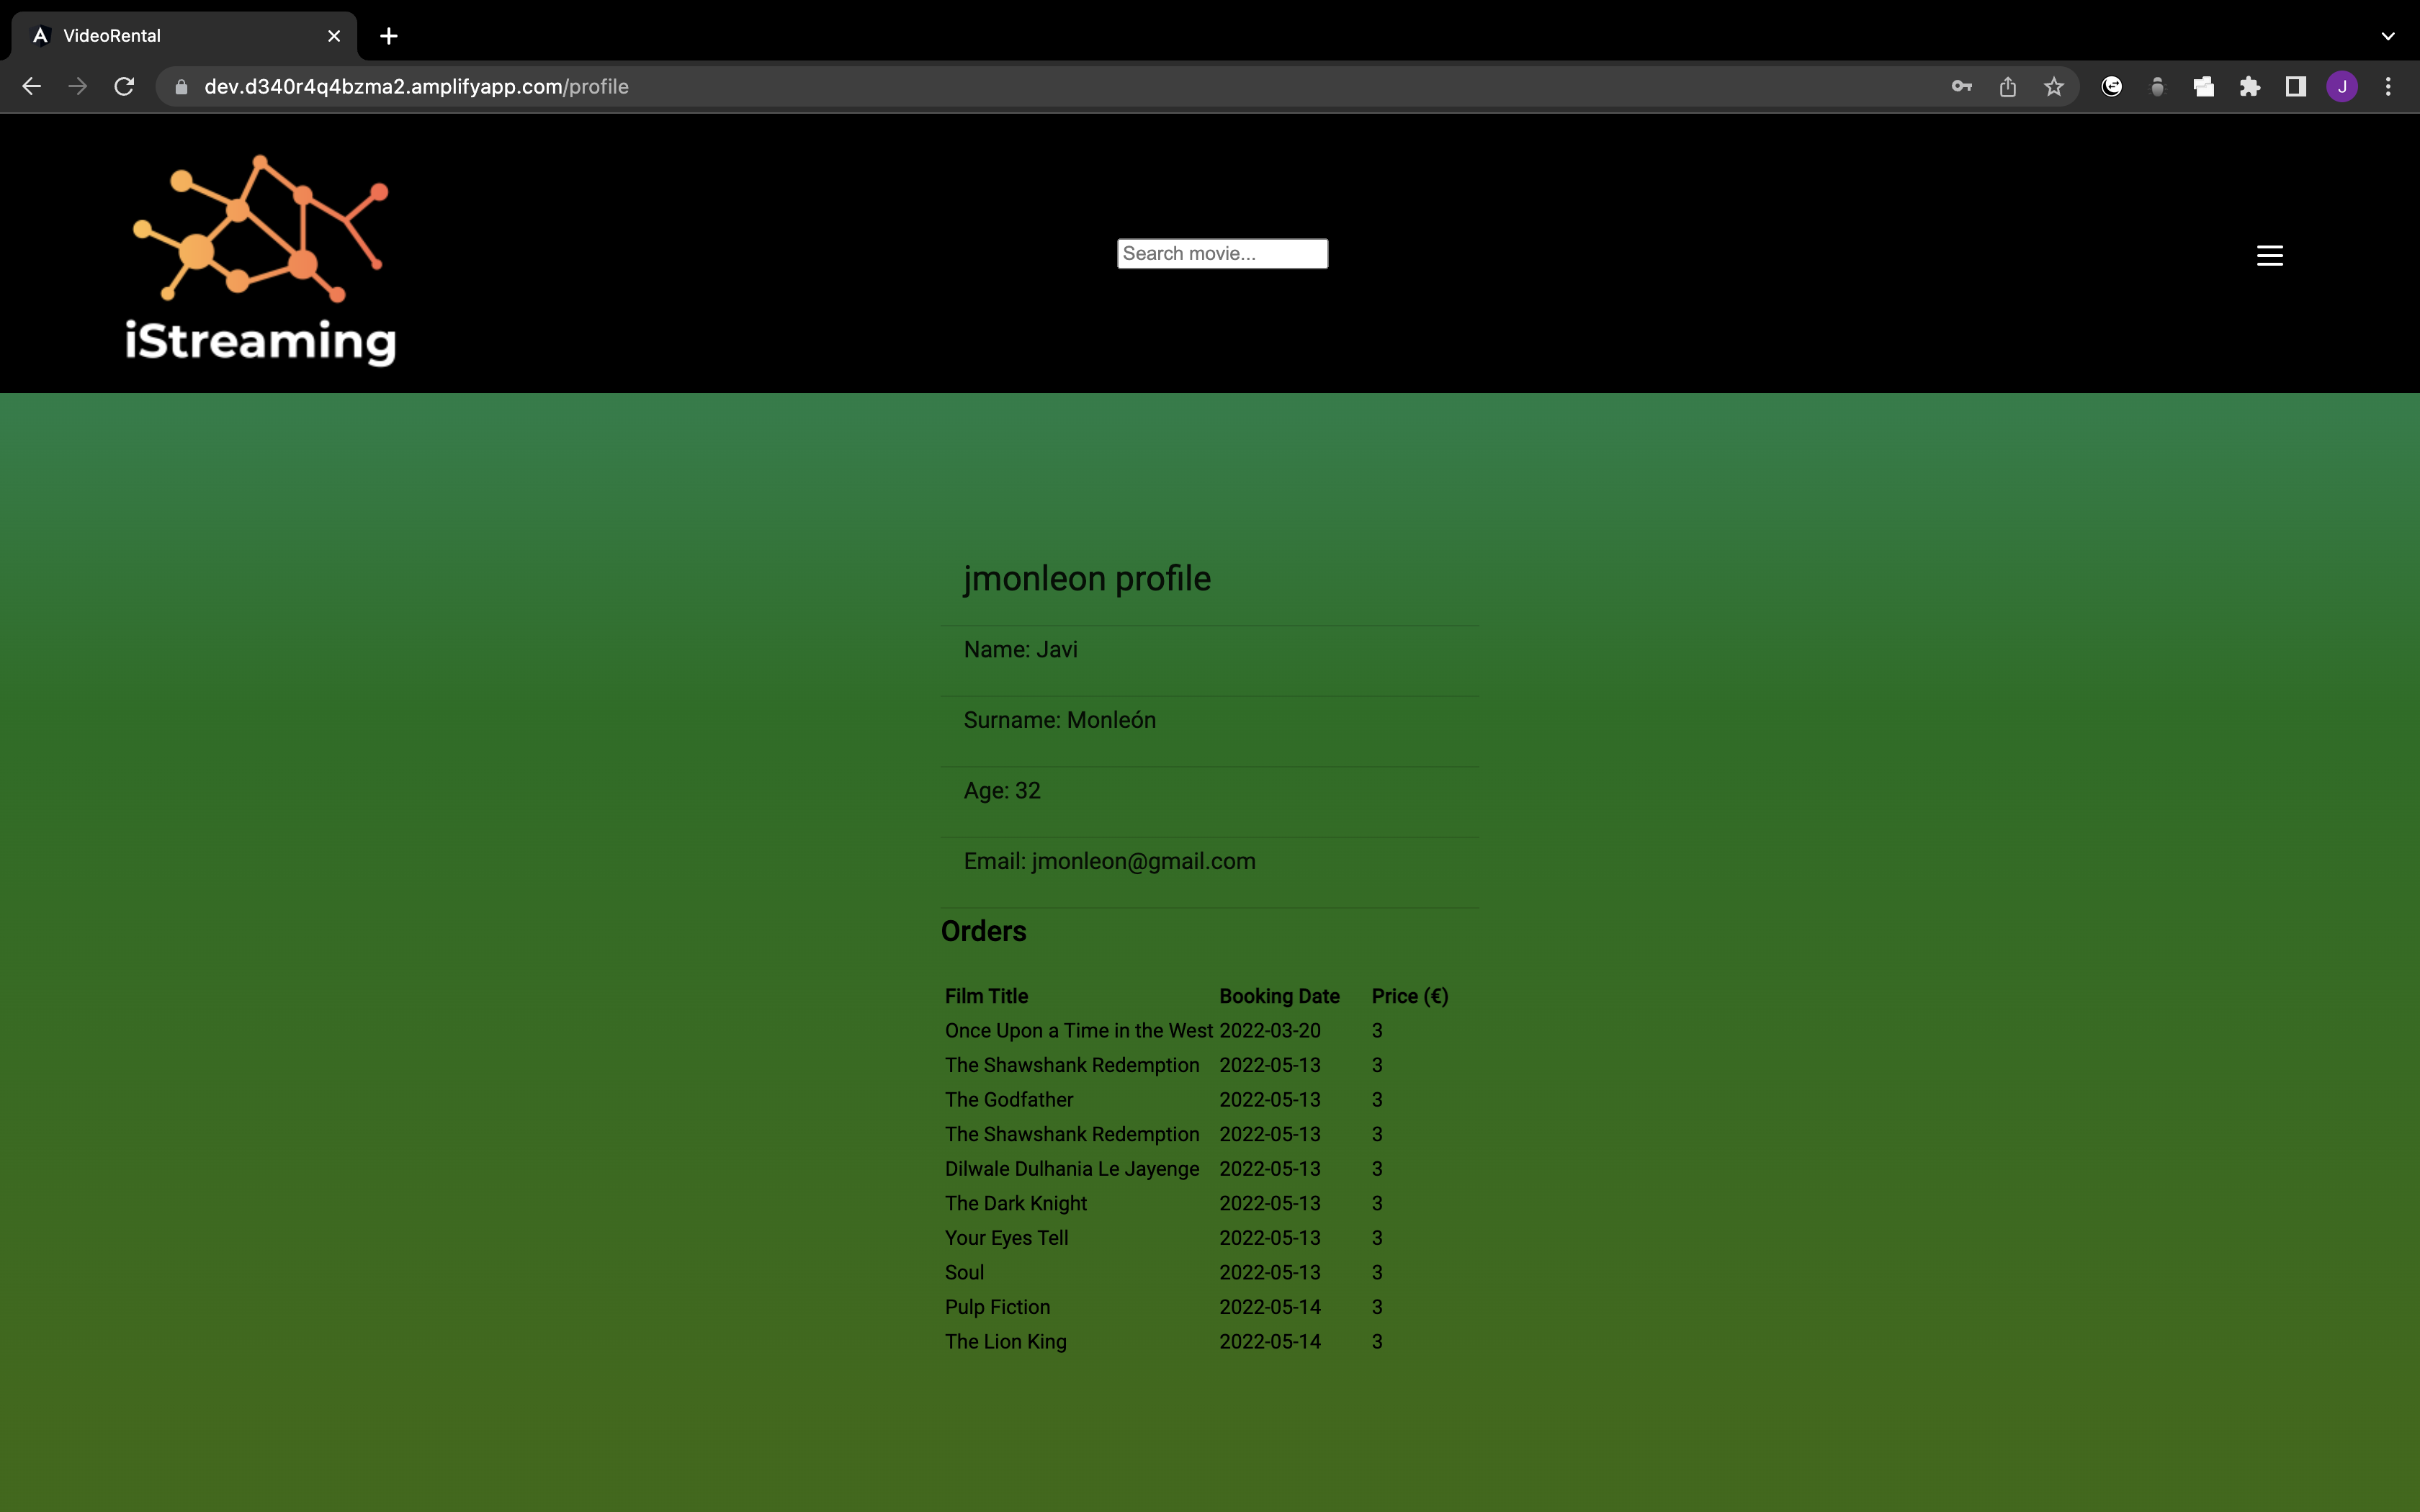 VideoRental
dev.d340r4q4bzma2.amplifyapp.com/profile
J
iStreaming
Search movie...
jmonleon profile
Name: Javi
Surname: Monleón
Age: 32
Email: jmonleon@gmail.com
Orders
Film Title Booking Date Price (€)
Once Upon a Time in the West 2022-03-20 3
The Shawshank Redemption 2022-05-13 3
The Godfather 2022-05-13 3
The Shawshank Redemption 2022-05-13 3
Dilwale Dulhania Le Jayenge 2022-05-13 3
The Dark Knight 2022-05-13 3
Your Eyes Tell 2022-05-13 3
Soul 2022-05-13 3
Pulp Fiction 2022-05-14 3
The Lion King 2022-05-14 3